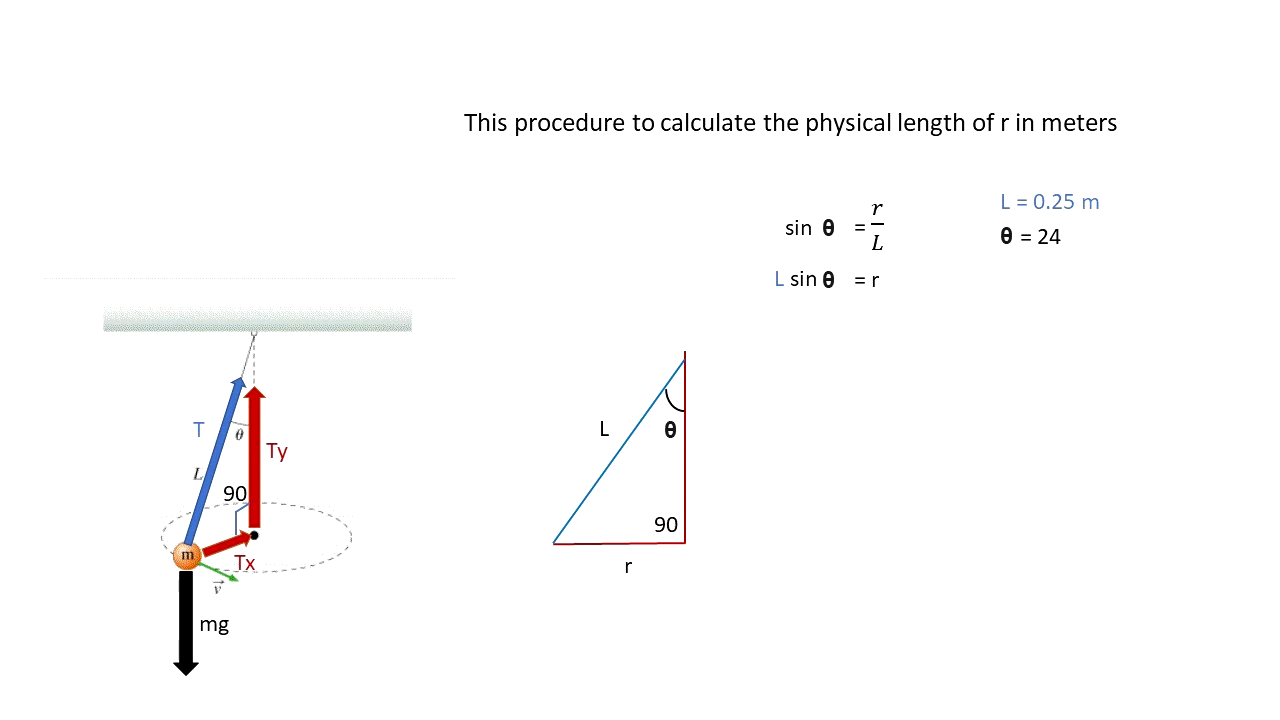 This procedure to calculate the physical length of r in meters
sin θ = r/L
L sin θ = r
L = 0.25 m
θ = 24
T
θ
Ty
L
90
m
Tx
v⃗
mg
L
θ
90
r